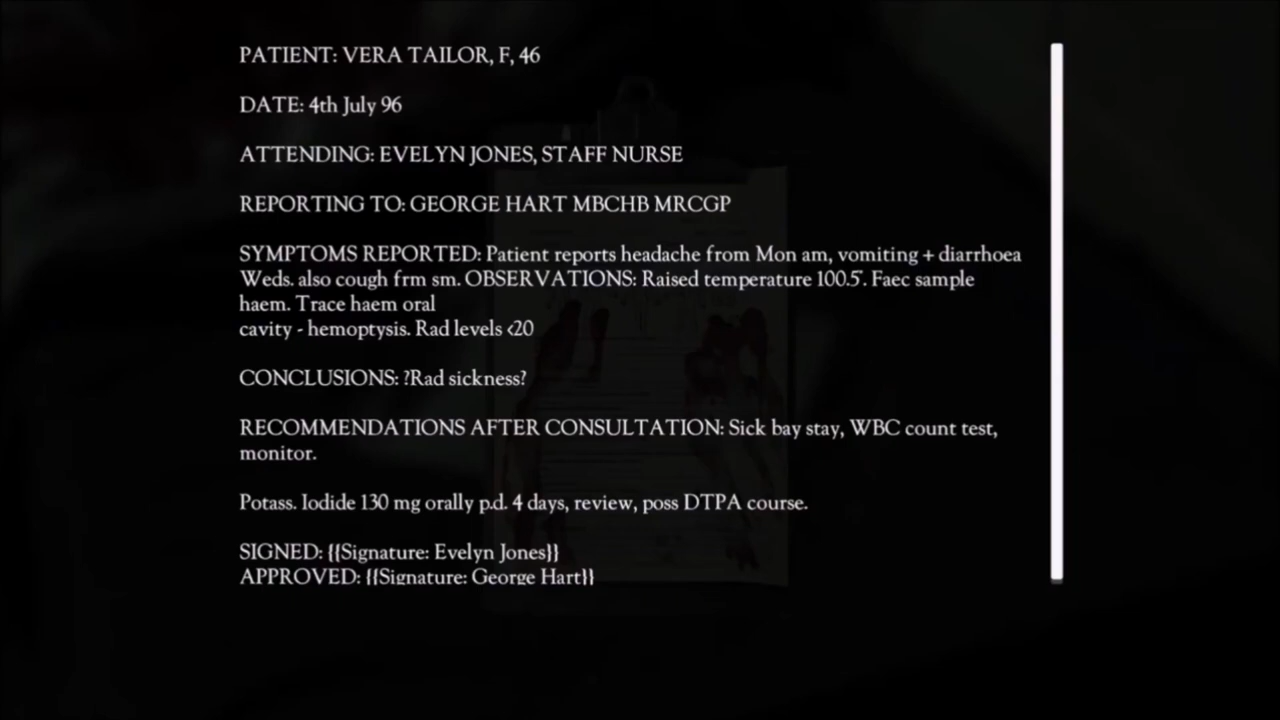 PATIENT: VERA TAILOR, F, 46
DATE: 4th July 96
ATTENDING: EVELYN JONES, STAFF NURSE
REPORTING TO: GEORGE HART MBCHB MRCGP
SYMPTOMS REPORTED: Patient reports headache from Mon am, vomiting + diarrhoea
Weds. also cough frm sm. OBSERVATIONS: Raised temperature 100.5°. Faec sample
haem. Trace haem oral
cavity - hemoptysis. Rad levels <20
CONCLUSIONS: ?Rad sickness?
RECOMMENDATIONS AFTER CONSULTATION: Sick bay stay, WBC count test,
monitor.
Potass. Iodide 130 mg orally p.d. 4 days, review, poss DTPA course.
SIGNED: {{Signature: Evelyn Jones}}
APPROVED: {{Signature: George Hart}}